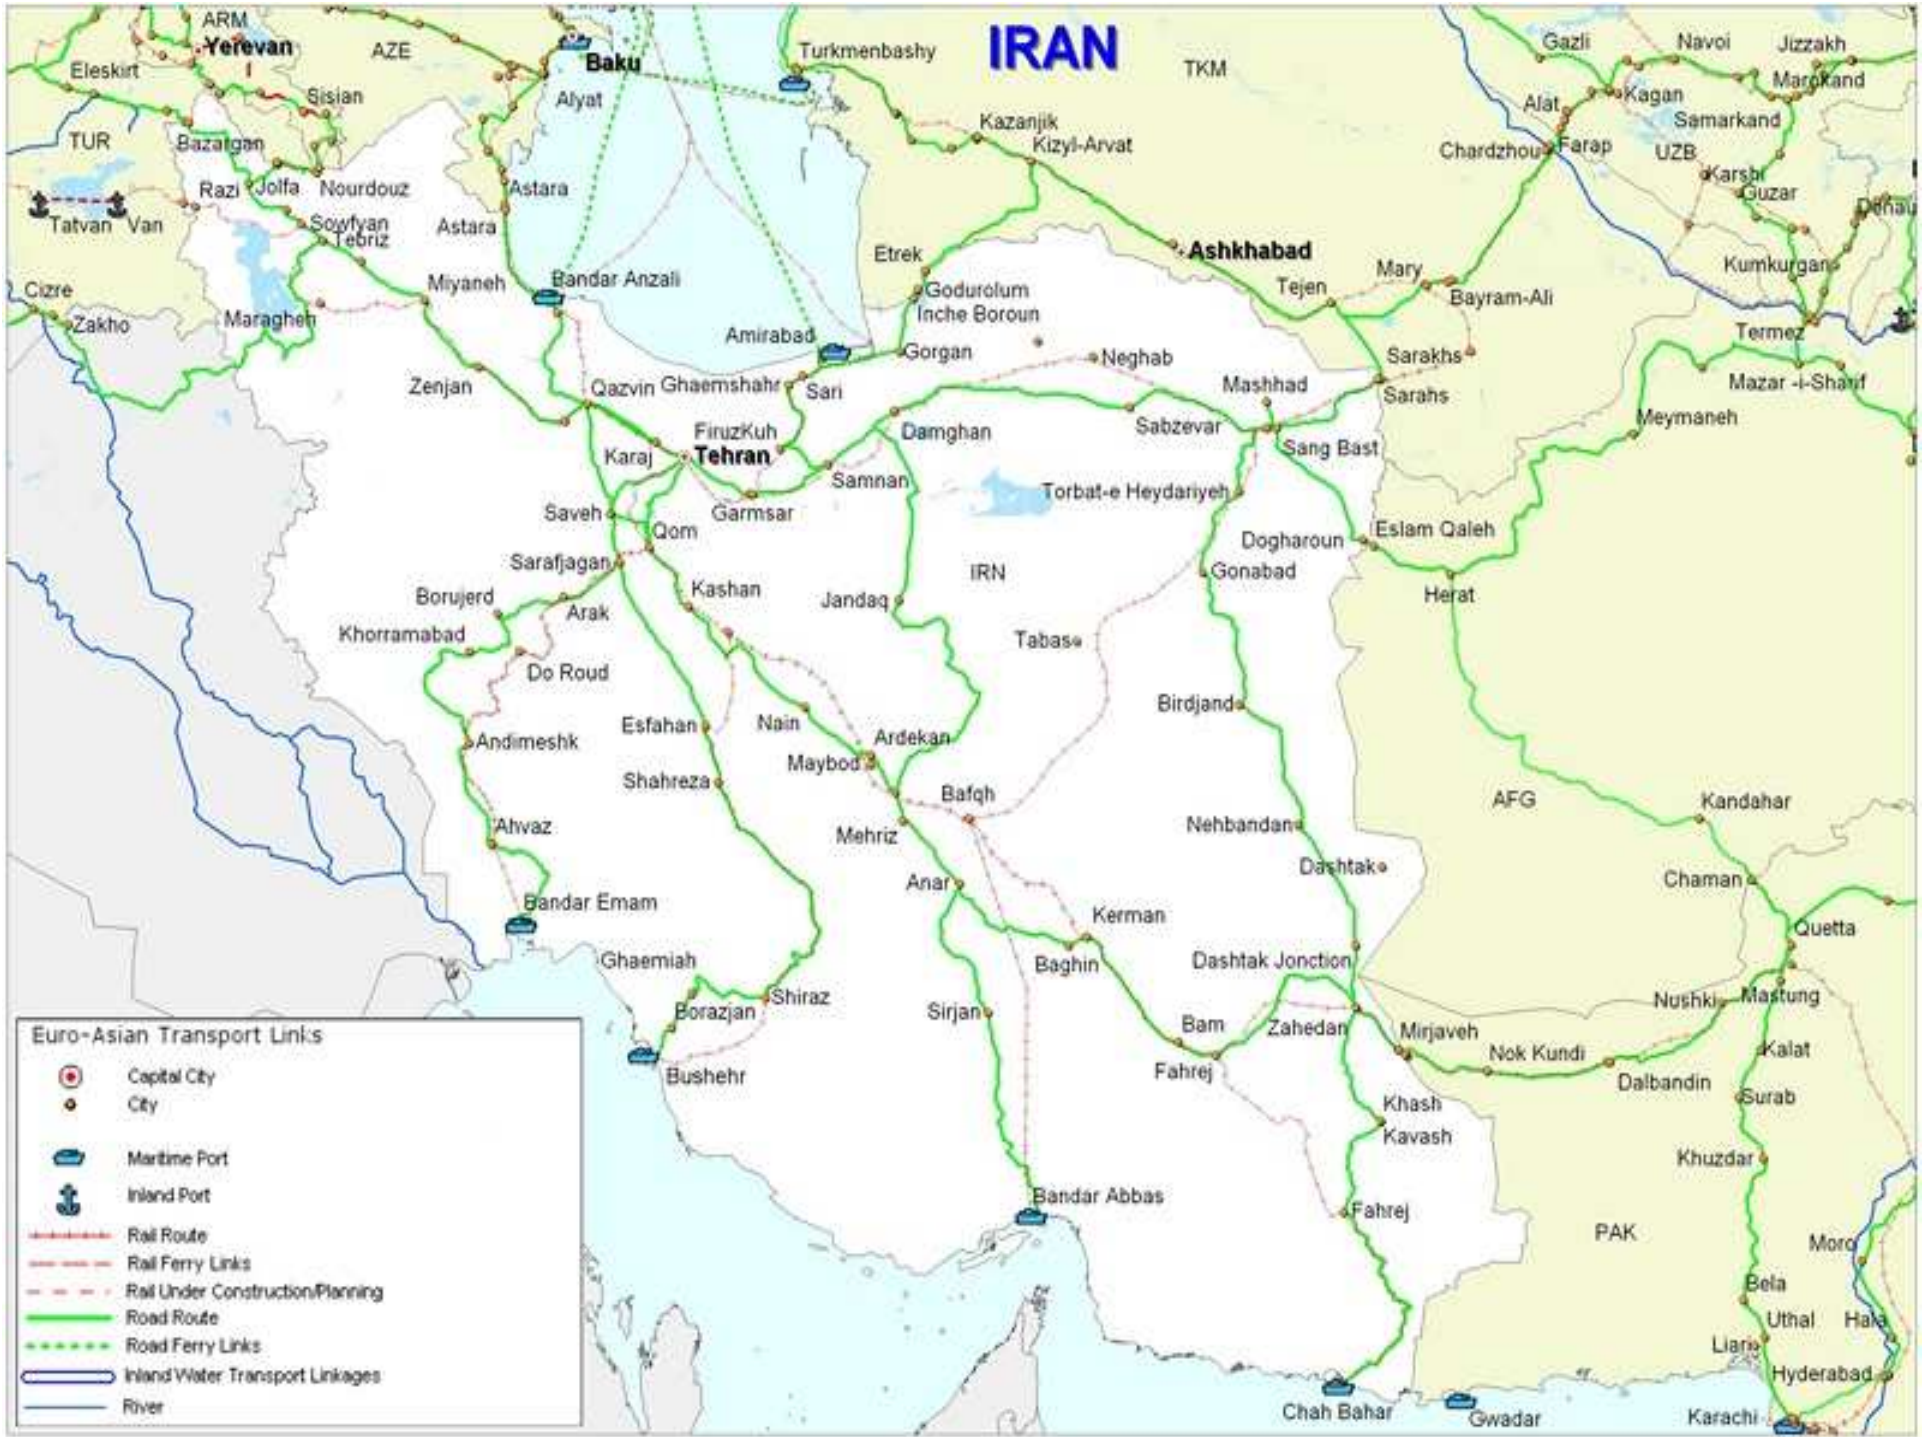 IRAN
ARM
Yerevan
AZE
Baku
Turkmenbashy
TKM
Gazli
Navoi
Jizzakh
Eleskirt
Sisian
Alyat
Marokand
Alat
Kagan
Samarkand
TUR
Bazargan
Kazanjik
Kizyl-Arvat
Chardzhou
Farap
UZB
Karshi
Guzar
Denau
Razi
Jolfa
Nourdouz
Astara
Tatvan
Van
Sowfyan
Tebriz
Astara
Etrek
Ashkhabad
Mary
Kumkurgan
Cizre
Zakho
Miyaneh
Bandar Anzali
Godurolum
Inche Boroun
Tejen
Bayram-Ali
Maragheh
Amirabad
Gorgan
Neghab
Sarakhs
Termez
Zenjan
Qazvin
Ghaemshahr
Sari
Mashhad
Sarahs
Mazar -i-Sharif
Meymaneh
FiruzKuh
Damghan
Sabzevar
Sang Bast
Karaj
Tehran
Samnan
Torbat-e Heydariyeh
Saveh
Garmsar
Qom
Dogharoun
Eslam Qaleh
Sarafjagan
IRN
Gonabad
Herat
Borujerd
Arak
Kashan
Jandaq
Khorramabad
Tabas
Do Roud
Birdjand
Esfahan
Nain
Andimeshk
Ardekan
Maybod
Shahreza
Bafqh
AFG
Kandahar
Ahvaz
Mehriz
Nehbandan
Anar
Dashtak
Chaman
Bandar Emam
Kerman
Quetta
Ghaemiah
Baghin
Dashtak Jonction
Borazjan
Shiraz
Sirjan
Nushki
Mastung
Bam
Zahedan
Mirjaveh
Nok Kundi
Kalat
Bushehr
Fahrej
Dalbandin
Surab
Khash
Kavash
Khuzdar
Bandar Abbas
Fahrej
PAK
Moro
Bela
Uthal
Hala
Liari
Hyderabad
Chah Bahar
Gwadar
Karachi
Euro-Asian Transport Links
Capital City
City
Maritime Port
Inland Port
Rail Route
Rail Ferry Links
Rail Under Construction/Planning
Road Route
Road Ferry Links
Inland Water Transport Linkages
River